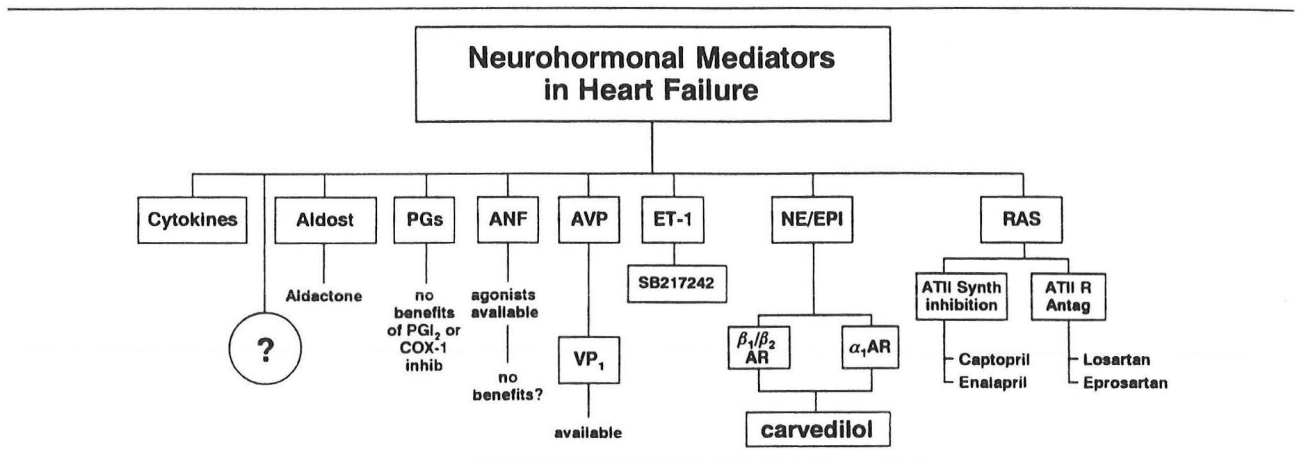 Neurohormonal Mediators
in Heart Failure
Cytokines
Aldost
PGs
ANF
AVP
ET-1
NE/EPI
RAS
Aldactone
?
no
benefits
of PGI₂ or
COX-1
inhib
agonists
available
no
benefits?
VP₁
available
SB217242
β₁/β₂
AR
α₁AR
carvedilol
ATII Synth
inhibition
ATII R
Antag
Captopril
Enalapril
Losartan
Eprosartan